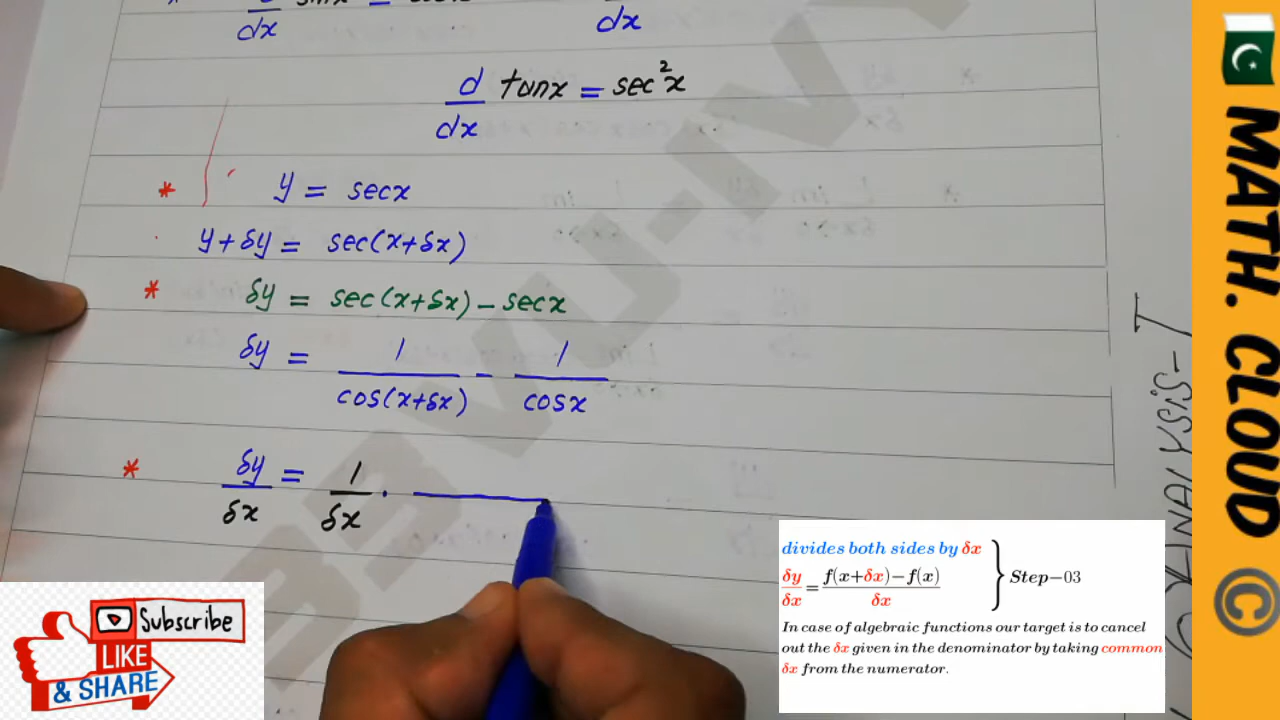 dx dx
d/dx tanx = sec²x
* y = secx
y + δy = sec(x+δx)
* δy = sec(x+δx) − secx
δy = 1/cos(x+δx) − 1/cosx
* δy/δx = 1/δx ·
divides both sides by δx
δy/δx = f(x+δx)−f(x)/δx } Step−03
In case of algebraic functions our target is to cancel
out the δx given in the denominator by taking common
δx from the numerator.
Subscribe
LIKE
& SHARE
MATH. CLOUD ©